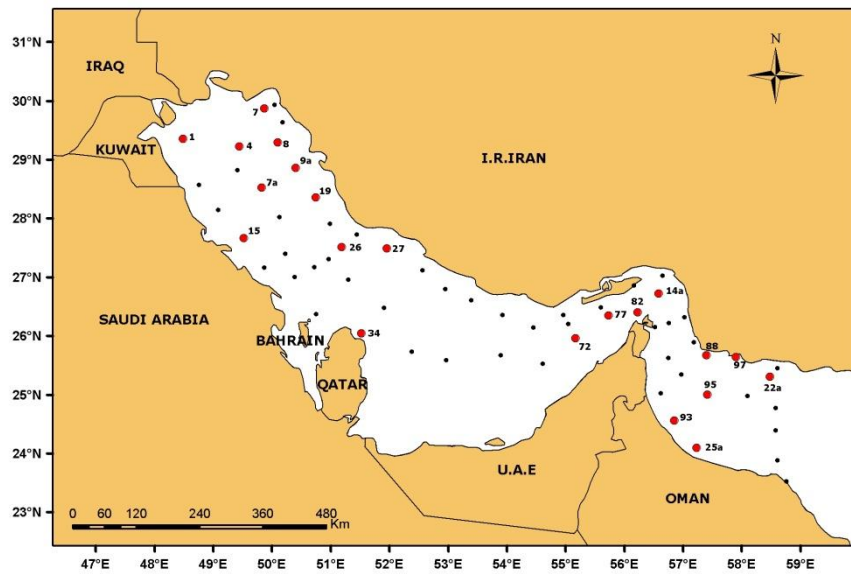 N
31°N
30°N
29°N
28°N
27°N
26°N
25°N
24°N
23°N
IRAQ
KUWAIT
I.R.IRAN
SAUDI ARABIA
BAHRAIN
QATAR
U.A.E
OMAN
7
1
4
8
9a
7a
19
15
26
27
34
14a
82
77
72
88
97
22a
95
93
25a
0 60 120 240 360 480
Km
47°E 48°E 49°E 50°E 51°E 52°E 53°E 54°E 55°E 56°E 57°E 58°E 59°E